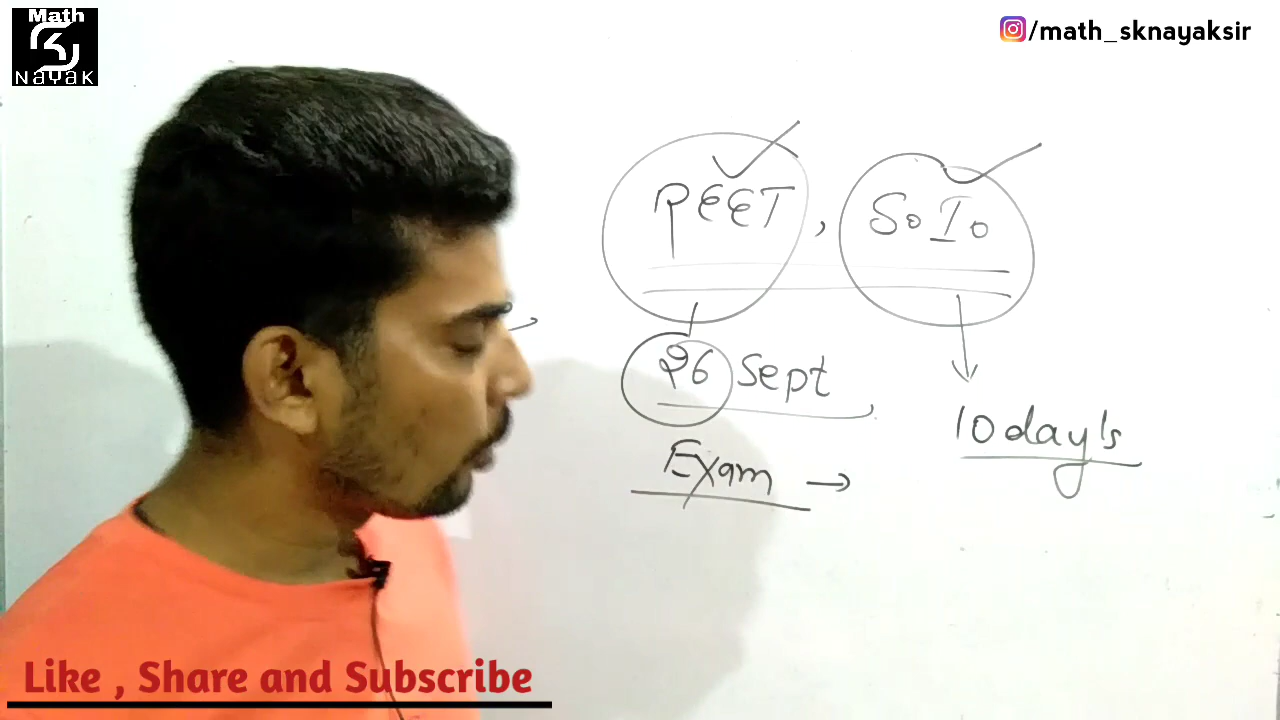 Math
NAYAK
/math_sknayaksir
REET, SoIo
26 Sept
10 day's
Exam →
Like , Share and Subscribe